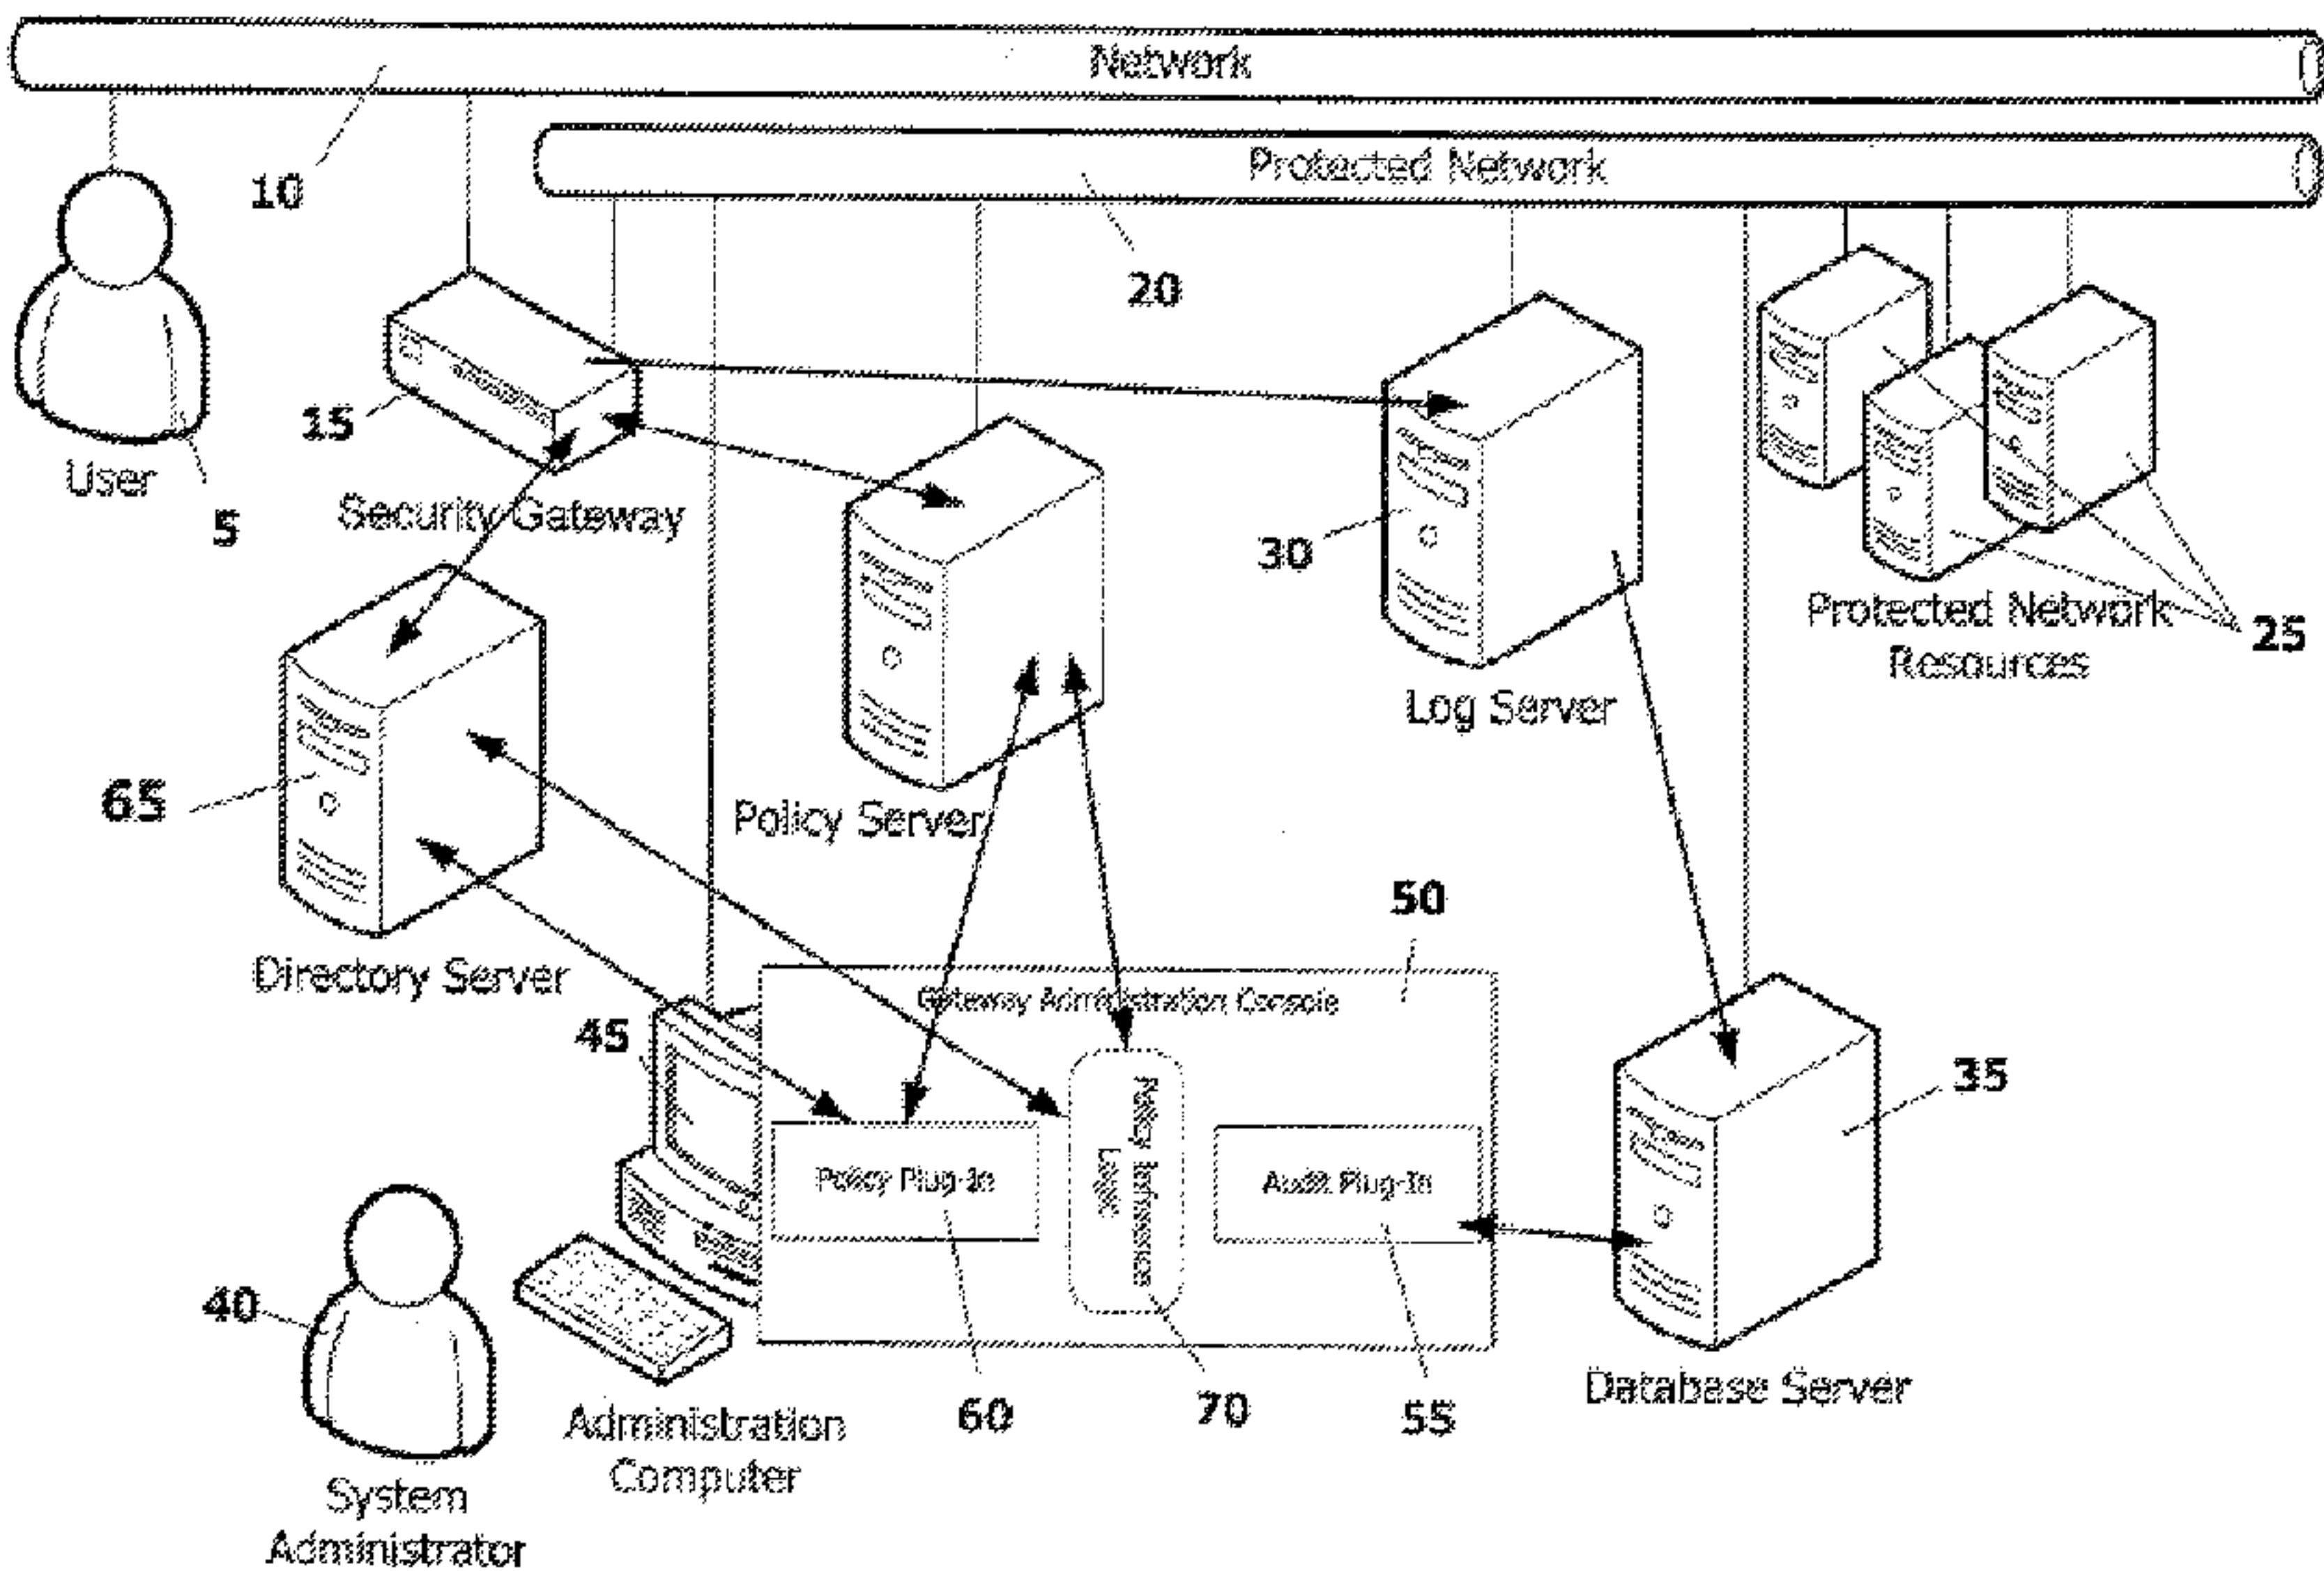 Network
Protected Network
10
20
15
User
5
Security Gateway
30
Protected Network
Resources
25
Log Server
65
Policy Server
50
Directory Server
Gateway Administration Console
45
35
Policy Plug-In
Policy Inference
Logic
Audit Plug-In
40
60
70
55
Database Server
Administration
Computer
System
Administrator